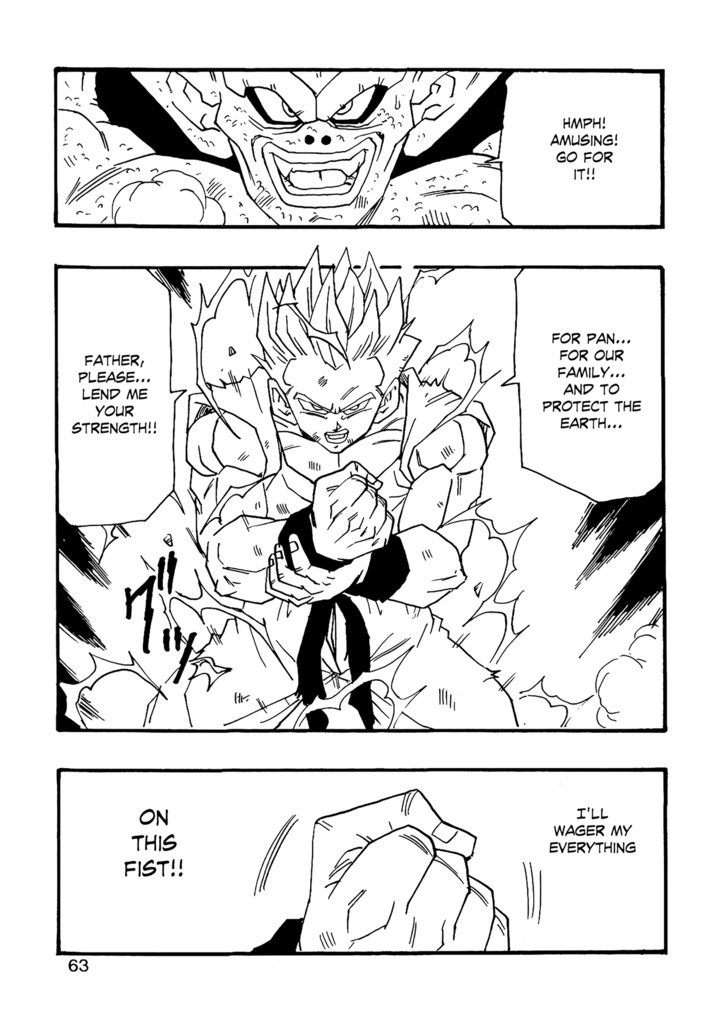 HMPH!
AMUSING!
GO FOR
IT!!
FOR PAN...
FOR OUR
FAMILY...
AND TO
PROTECT THE
EARTH...
FATHER,
PLEASE...
LEND ME
YOUR
STRENGTH!!
I'LL
WAGER MY
EVERYTHING
ON
THIS
FIST!!
63